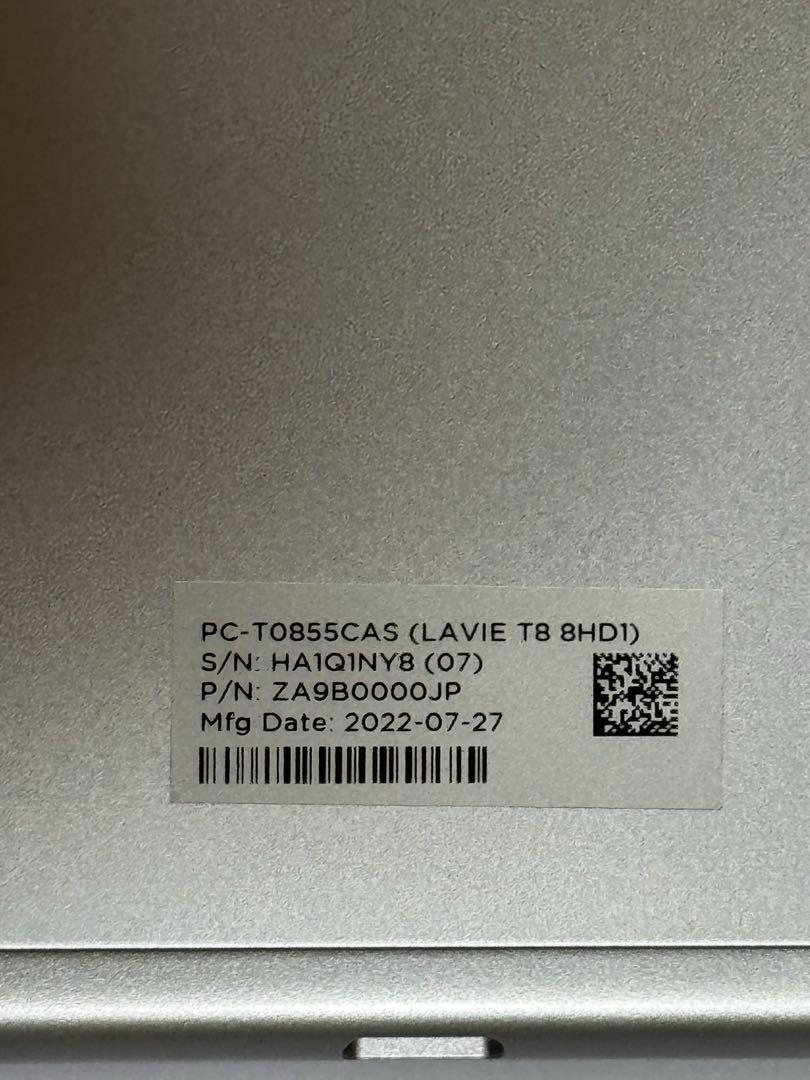 PC-T0855CAS (LAVIE T8 8HD1)
S/N: HA1Q1NY8 (07)
P/N: ZA9B0000JP
Mfg Date: 2022-07-27